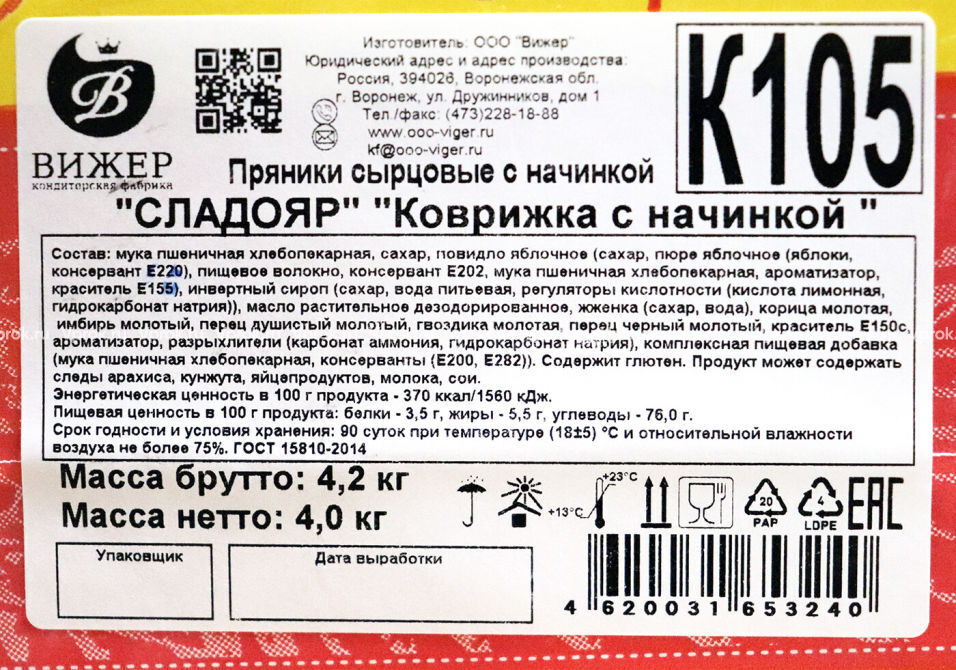 Изготовитель: ООО "Вижер"
Юридический адрес и адрес производства:
Россия, 394028, Воронежская обл.
г. Воронеж, ул. Дружинников, дом 1
Тел./факс: (473)228-18-88
www.ooo-viger.ru
kf@ooo-viger.ru
К105
В
ВИЖЕР
кондитерская фабрика
Пряники сырцовые с начинкой
"СЛАДОЯР" "Коврижка с начинкой "
Состав: мука пшеничная хлебопекарная, сахар, повидло яблочное (сахар, пюре яблочное (яблоки,
консервант Е220), пищевое волокно, консервант Е202, мука пшеничная хлебопекарная, ароматизатор,
краситель Е155), инвертный сироп (сахар, вода питьевая, регуляторы кислотности (кислота лимонная,
гидрокарбонат натрия)), масло растительное дезодорированное, жженка (сахар, вода), корица молотая,
имбирь молотый, перец душистый молотый, гвоздика молотая, перец черный молотый, краситель Е150с,
ароматизатор, разрыхлители (карбонат аммония, гидрокарбонат натрия), комплексная пищевая добавка
(мука пшеничная хлебопекарная, консерванты (Е200, Е282)). Содержит глютен. Продукт может содержать
следы арахиса, кунжута, яйцепродуктов, молока, сои.
Энергетическая ценность в 100 г продукта - 370 ккал/1560 кДж.
Пищевая ценность в 100 г продукта: белки - 3,5 г, жиры - 5,5 г, углеводы - 76,0 г.
Срок годности и условия хранения: 90 суток при температуре (18±5) °С и относительной влажности
воздуха не более 75%. ГОСТ 15810-2014
Масса брутто: 4,2 кг
Масса нетто: 4,0 кг
+13°C
+23°C
20
PAP
4
LDPE
EAC
Упаковщик
Дата выработки
4 620031 653240